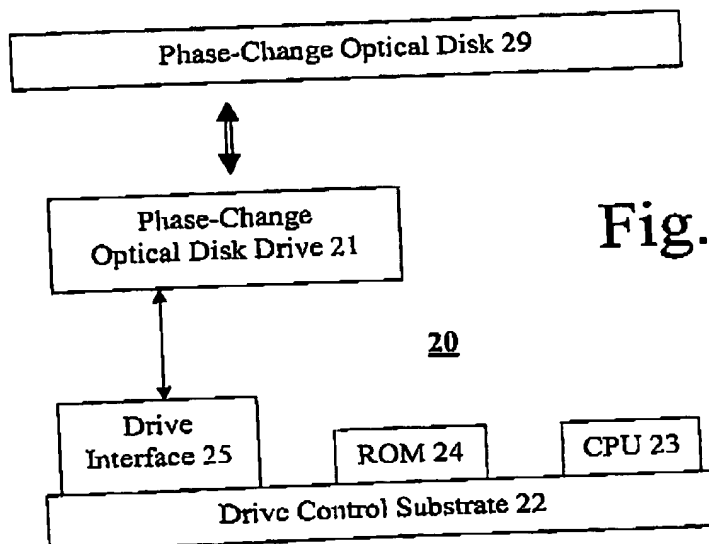 Phase-Change Optical Disk 29
Phase-Change
Optical Disk Drive 21
Fig.
20
Drive
Interface 25
ROM 24
CPU 23
Drive Control Substrate 22